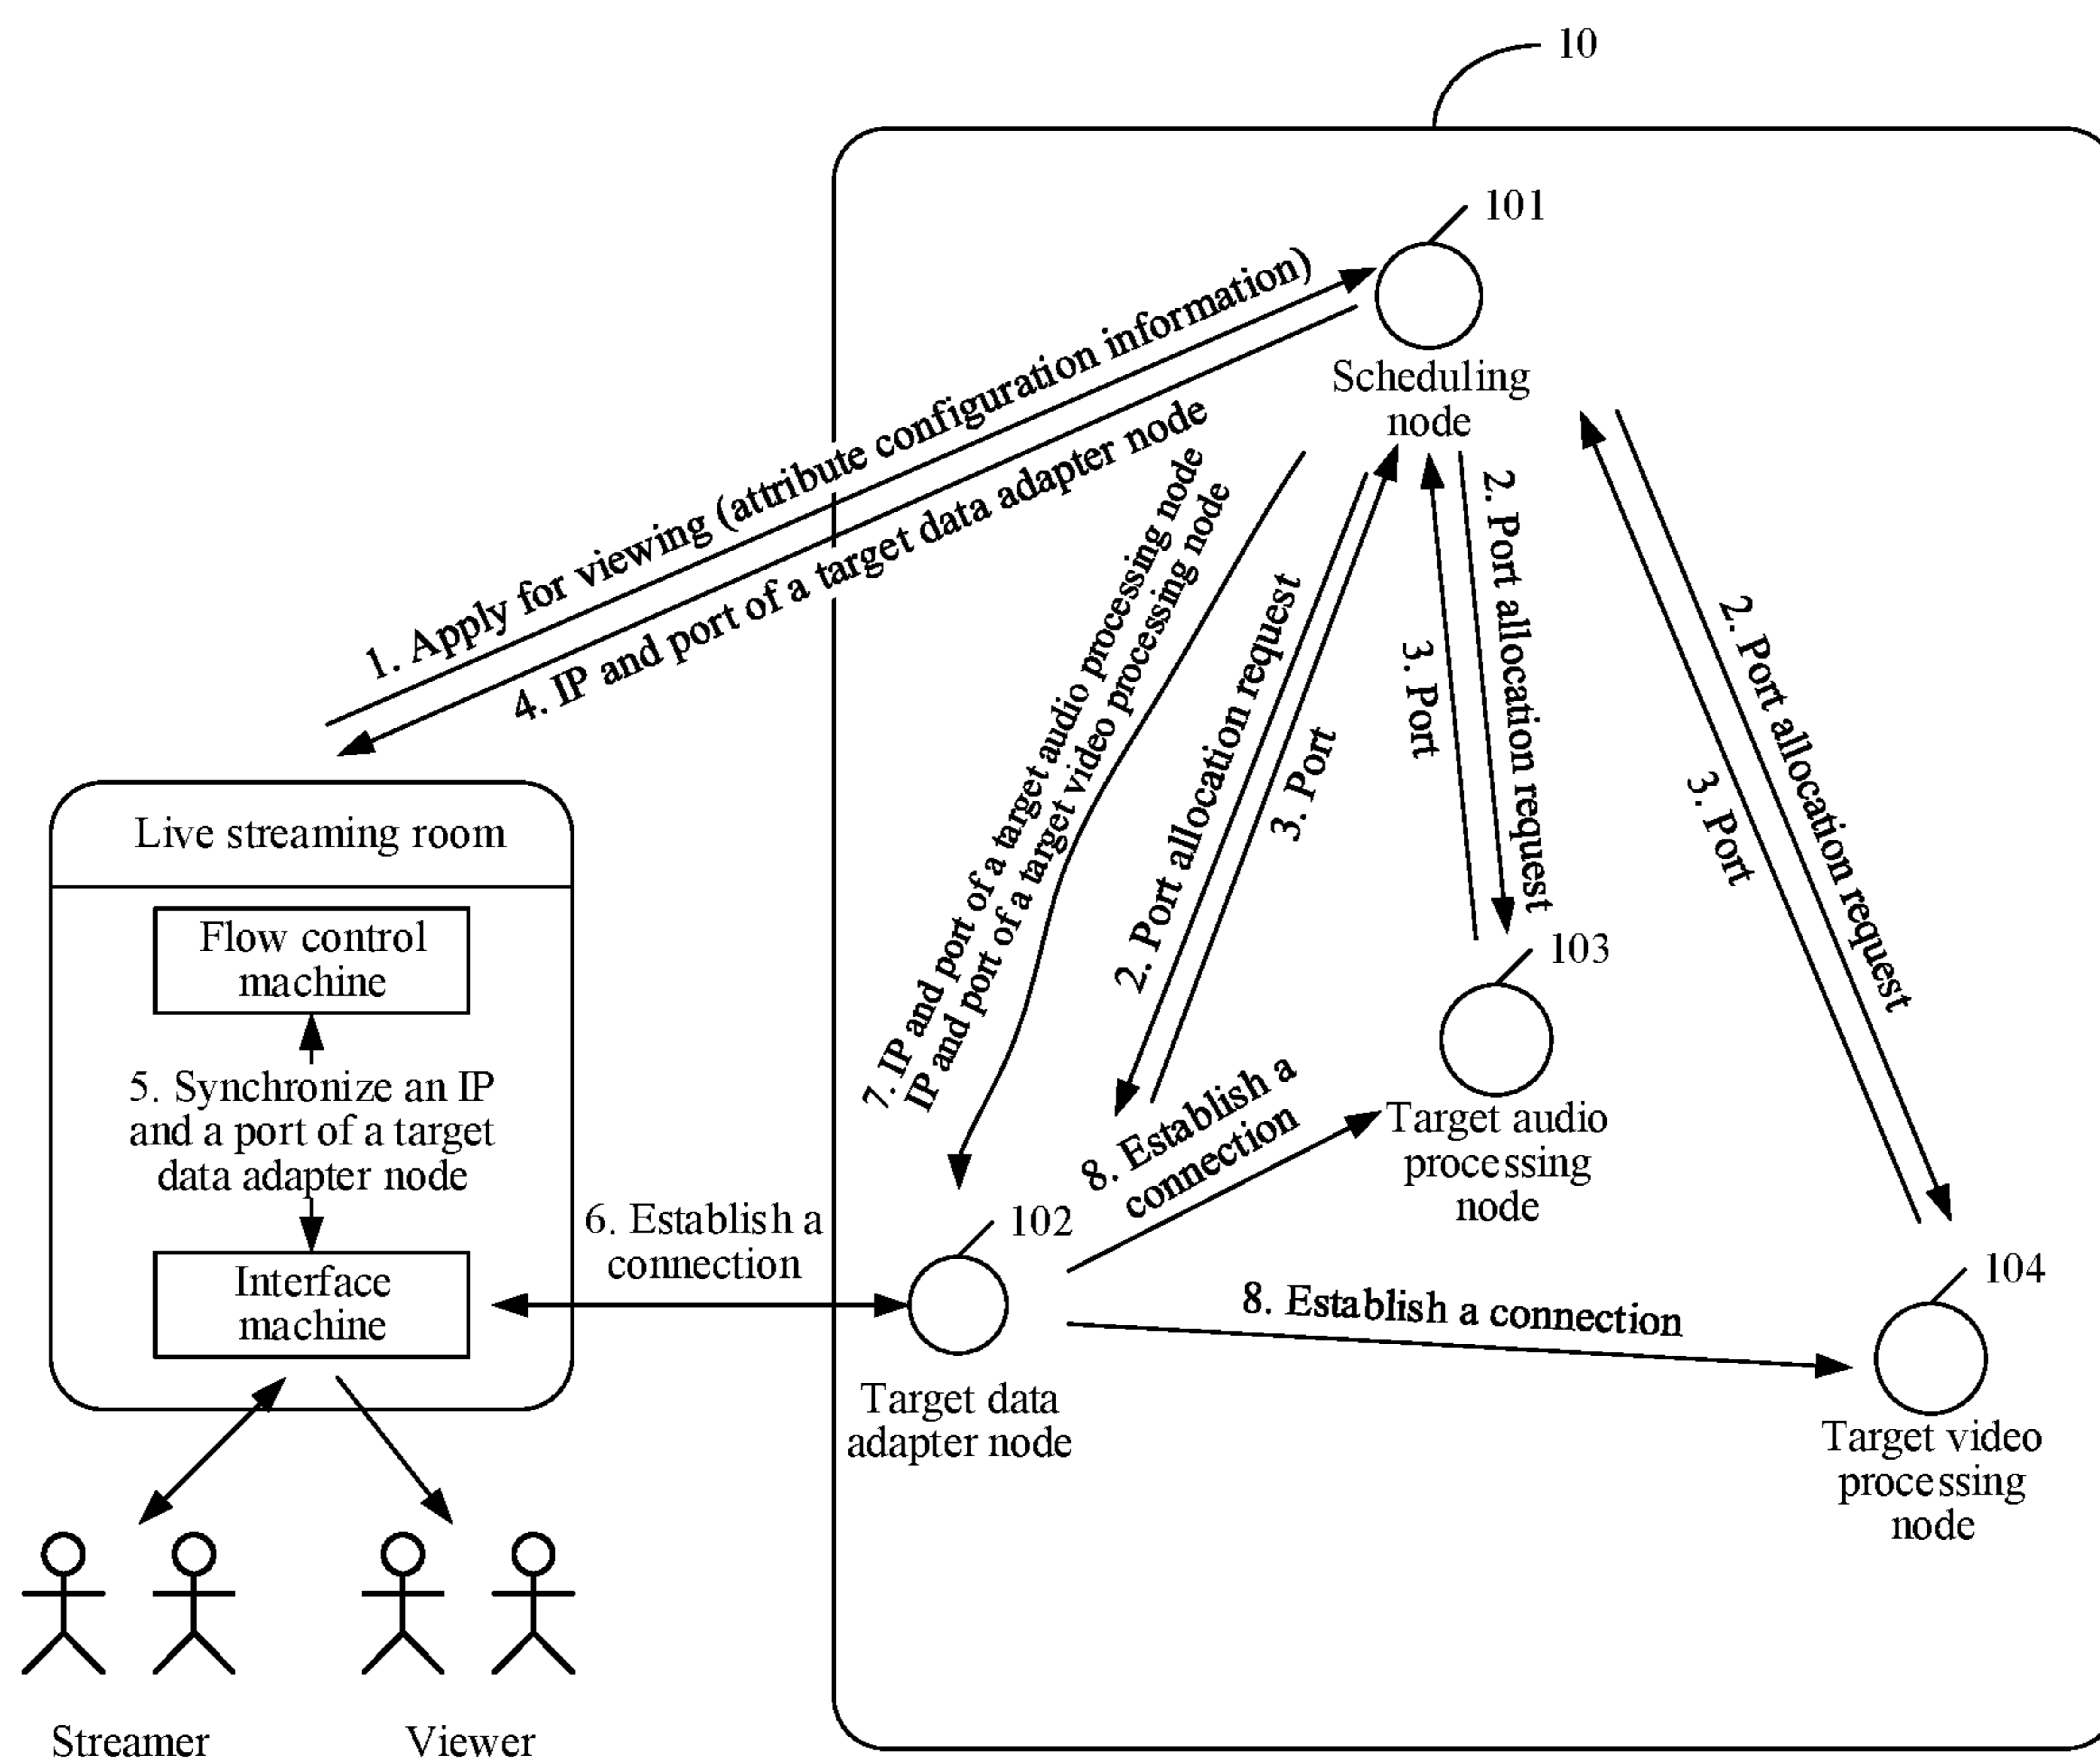 10
101
Scheduling
node
1. Apply for viewing (attribute configuration information)
4. IP and port of a target data adapter node
7. IP and port of a target audio processing node
IP and port of a target video processing node
2. Port allocation request
3. Port
3. Port
2. Port allocation request
2. Port allocation request
3. Port
Live streaming room
Flow control
machine
5. Synchronize an IP
and a port of a target
data adapter node
Interface
machine
6. Establish a
connection
102
Target data
adapter node
8. Establish a
connection
103
Target audio
processing
node
8. Establish a connection
104
Target video
processing
node
Streamer
Viewer